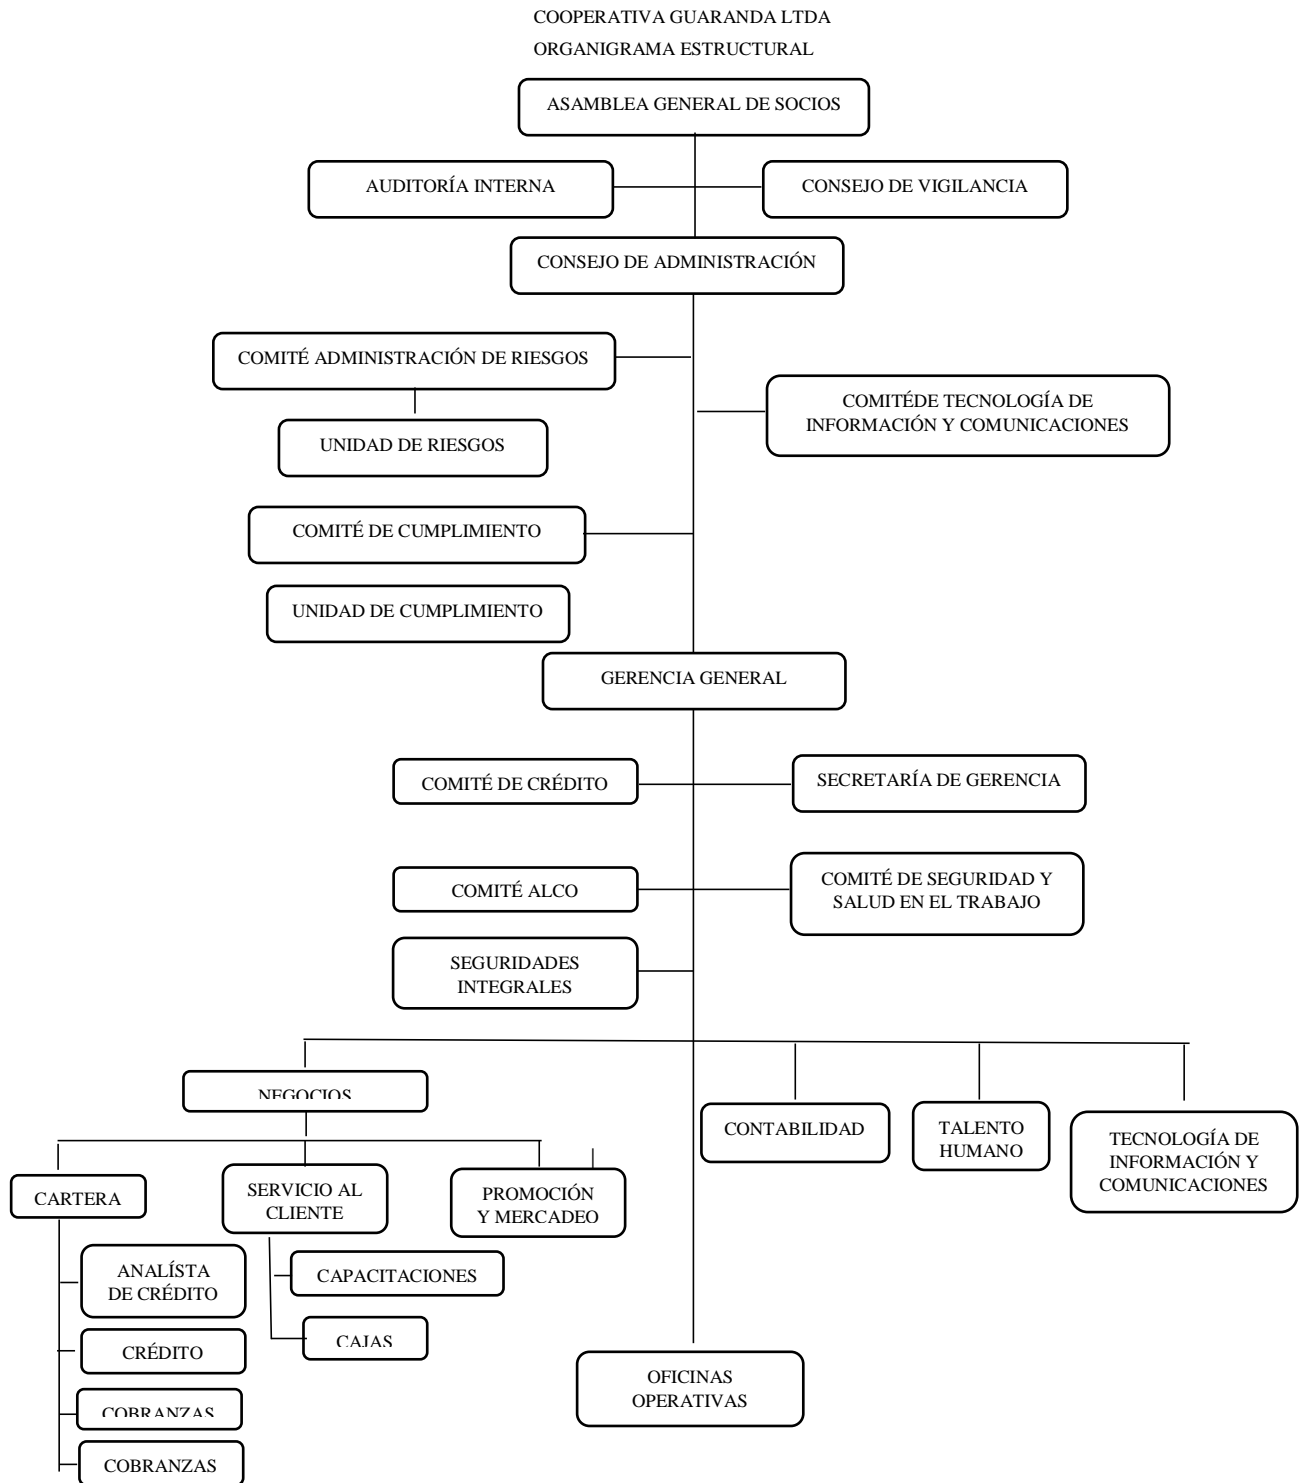 COOPERATIVA GUARANDA LTDA
ORGANIGRAMA ESTRUCTURAL
ASAMBLEA GENERAL DE SOCIOS
AUDITORÍA INTERNA
CONSEJO DE VIGILANCIA
CONSEJO DE ADMINISTRACIÓN
COMITÉ ADMINISTRACIÓN DE RIESGOS
COMITÉDE TECNOLOGÍA DE
INFORMACIÓN Y COMUNICACIONES
UNIDAD DE RIESGOS
COMITÉ DE CUMPLIMIENTO
UNIDAD DE CUMPLIMIENTO
GERENCIA GENERAL
COMITÉ DE CRÉDITO
SECRETARÍA DE GERENCIA
COMITÉ ALCO
COMITÉ DE SEGURIDAD Y
SALUD EN EL TRABAJO
SEGURIDADES
INTEGRALES
NEGOCIOS
CONTABILIDAD
TALENTO
HUMANO
TECNOLOGÍA DE
INFORMACIÓN Y
COMUNICACIONES
CARTERA
SERVICIO AL
CLIENTE
PROMOCIÓN
Y MERCADEO
ANALÍSTA
DE CRÉDITO
CAPACITACIONES
CRÉDITO
CAJAS
OFICINAS
OPERATIVAS
COBRANZAS
COBRANZAS